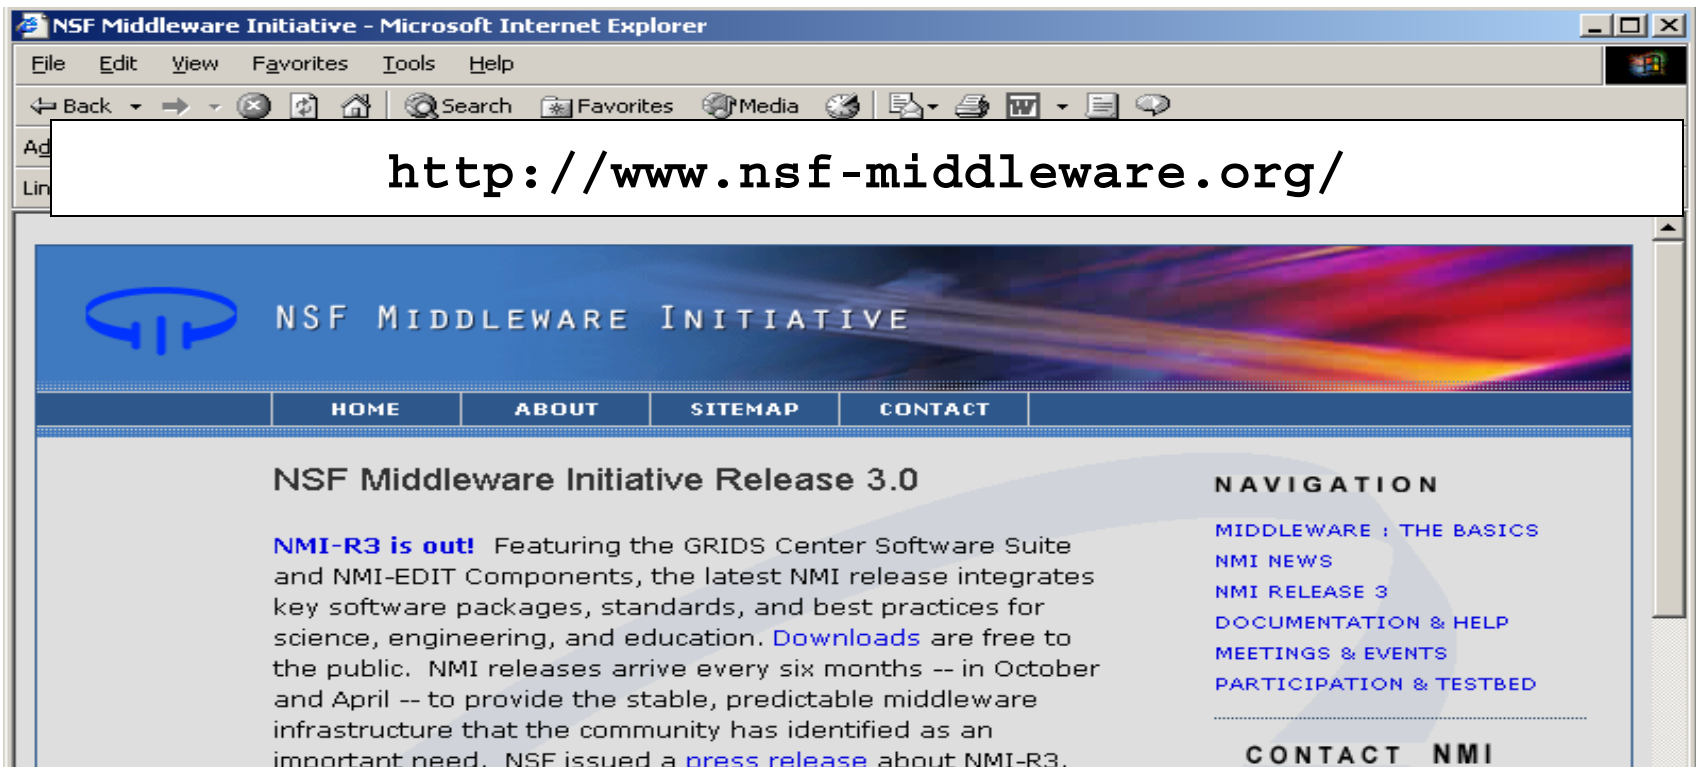 NSF Middleware Initiative - Microsoft Internet Explorer
File Edit View Favorites Tools Help
Back Search Favorites Media
http://www.nsf-middleware.org/
NSF MIDDLEWARE INITIATIVE
HOME ABOUT SITEMAP CONTACT
NSF Middleware Initiative Release 3.0
NMI-R3 is out! Featuring the GRIDS Center Software Suite
and NMI-EDIT Components, the latest NMI release integrates
key software packages, standards, and best practices for
science, engineering, and education. Downloads are free to
the public. NMI releases arrive every six months -- in October
and April -- to provide the stable, predictable middleware
infrastructure that the community has identified as an
important need. NSF issued a press release about NMI-R3.
NAVIGATION
MIDDLEWARE : THE BASICS
NMI NEWS
NMI RELEASE 3
DOCUMENTATION & HELP
MEETINGS & EVENTS
PARTICIPATION & TESTBED
CONTACT NMI